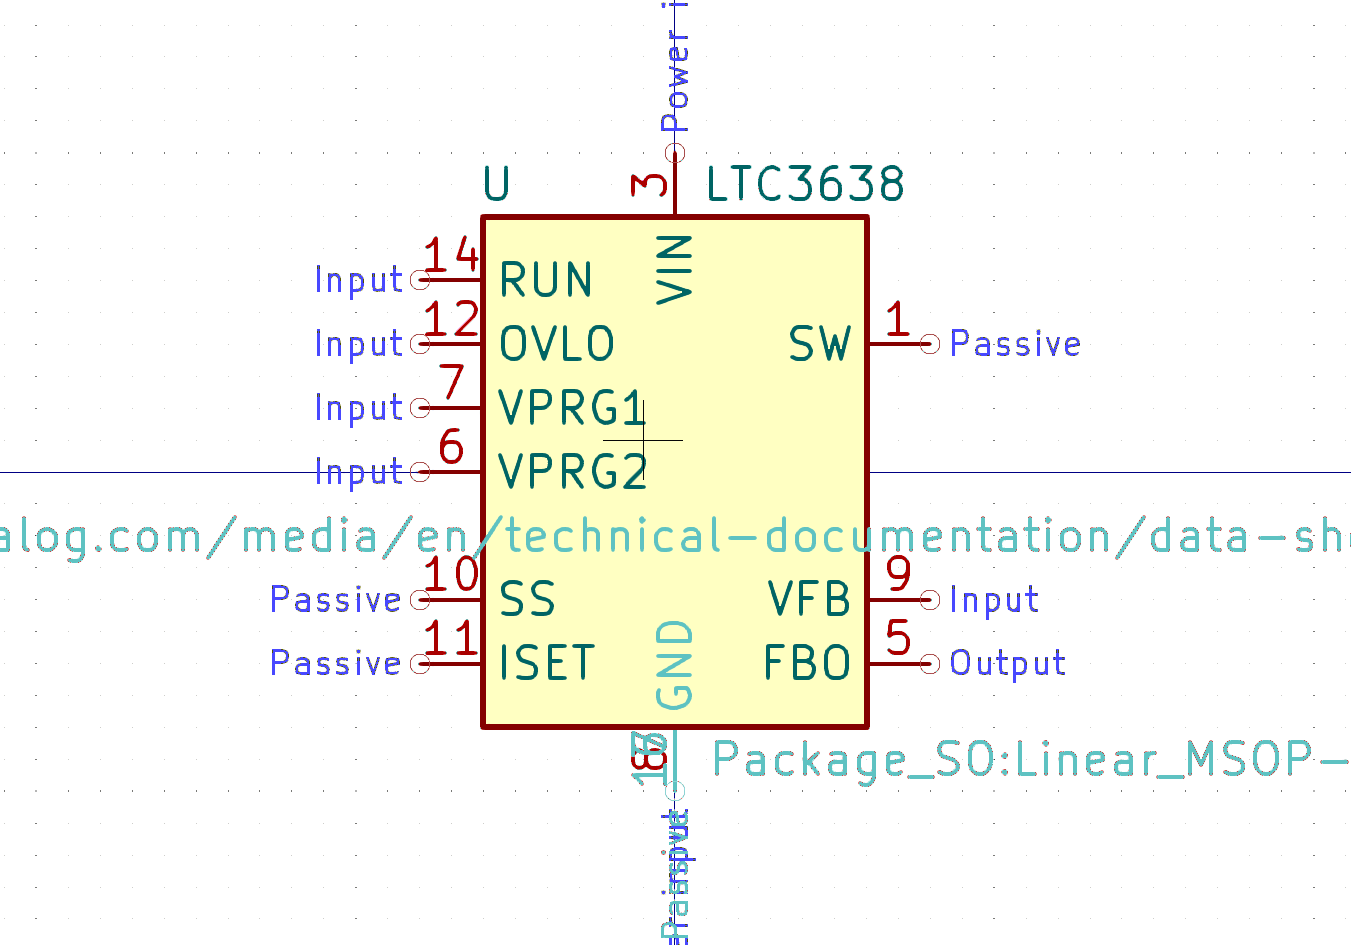 Power i
U
3
LTC3638
VIN
14
Input
RUN
12
Input
OVLO
1
SW
Passive
7
Input
VPRG1
6
Input
VPRG2
alog.com/media/en/technical-documentation/data-sh
10
Passive
SS
9
VFB
Input
11
Passive
ISET
5
FBO
Output
GND
8
Package_SO:Linear_MSOP-
Passive